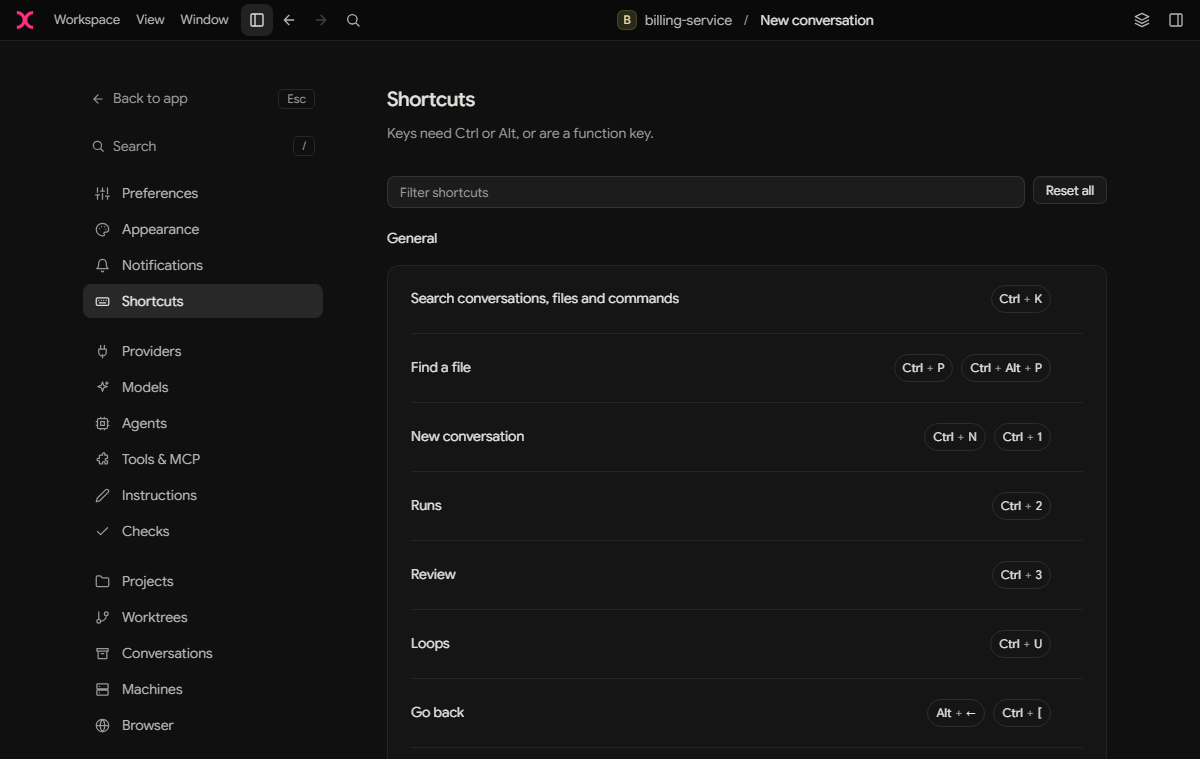 Workspace View Window
B billing-service / New conversation
Back to app Esc
Search /
Preferences
Appearance
Notifications
Shortcuts
Providers
Models
Agents
Tools & MCP
Instructions
Checks
Projects
Worktrees
Conversations
Machines
Browser
Shortcuts
Keys need Ctrl or Alt, or are a function key.
Filter shortcuts Reset all
General
Search conversations, files and commands Ctrl + K
Find a file Ctrl + P Ctrl + Alt + P
New conversation Ctrl + N Ctrl + 1
Runs Ctrl + 2
Review Ctrl + 3
Loops Ctrl + U
Go back Alt + ← Ctrl + [